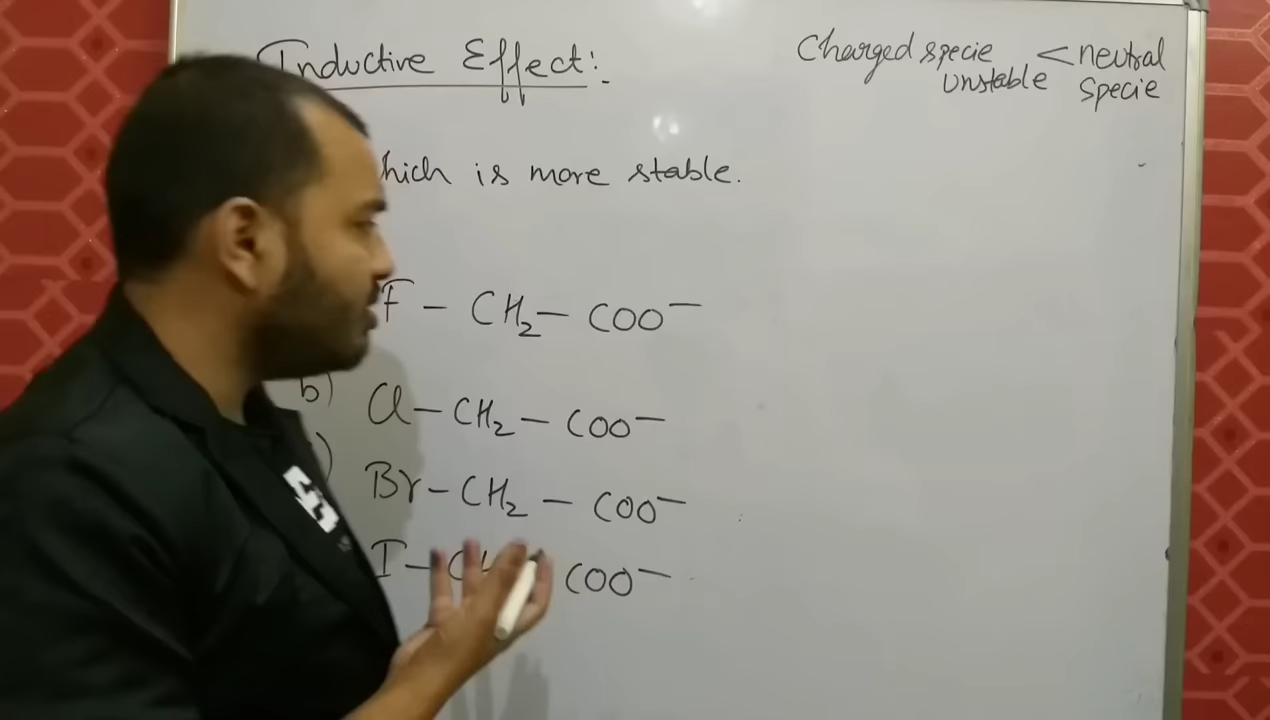 Inductive Effect:-
Charged specie < neutral
unstable specie
hich is more stable.
F - CH2 - COO-
b) Cl - CH2 - COO-
) Br - CH2 - COO-
I - COO-